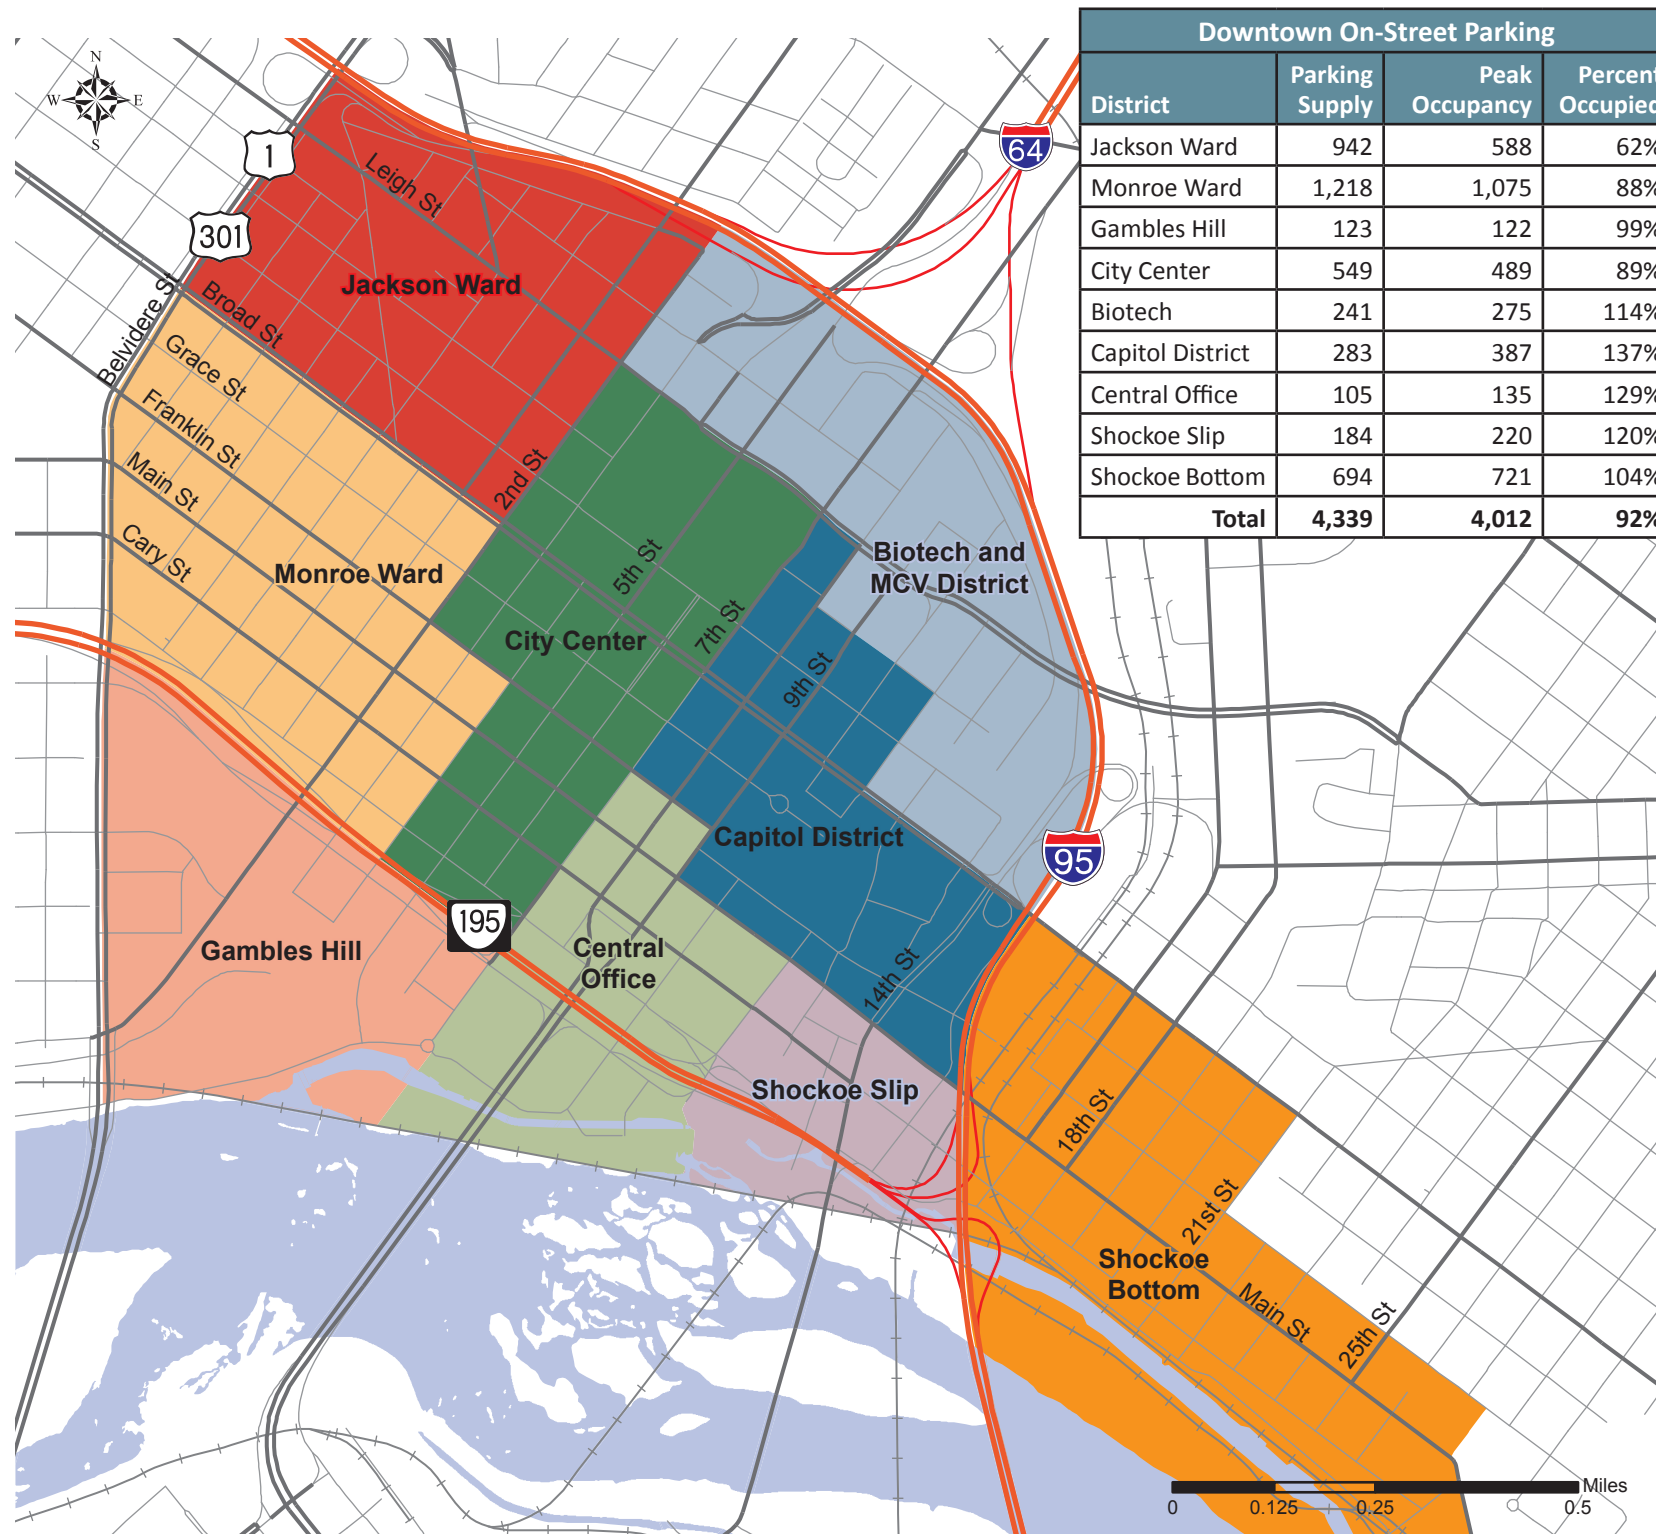 Downtown On-Street Parking
District Parking Supply Peak Occupancy Percent Occupied
Jackson Ward 942 588 62%
Monroe Ward 1,218 1,075 88%
Gambles Hill 123 122 99%
City Center 549 489 89%
Biotech 241 275 114%
Capitol District 283 387 137%
Central Office 105 135 129%
Shockoe Slip 184 220 120%
Shockoe Bottom 694 721 104%
Total 4,339 4,012 92%
N
W E
S
1
64
301
Leigh St
Jackson Ward
Belvidere St
Broad St
Grace St
Franklin St
Main St
Cary St
2nd St
Monroe Ward
5th St
Biotech and
MCV District
City Center
7th St
9th St
Capitol District
95
195
Gambles Hill
Central
Office
14th St
Shockoe Slip
18th St
21st St
Shockoe
Bottom
Main St
25th St
Miles
0 0.125 0.25 0.5